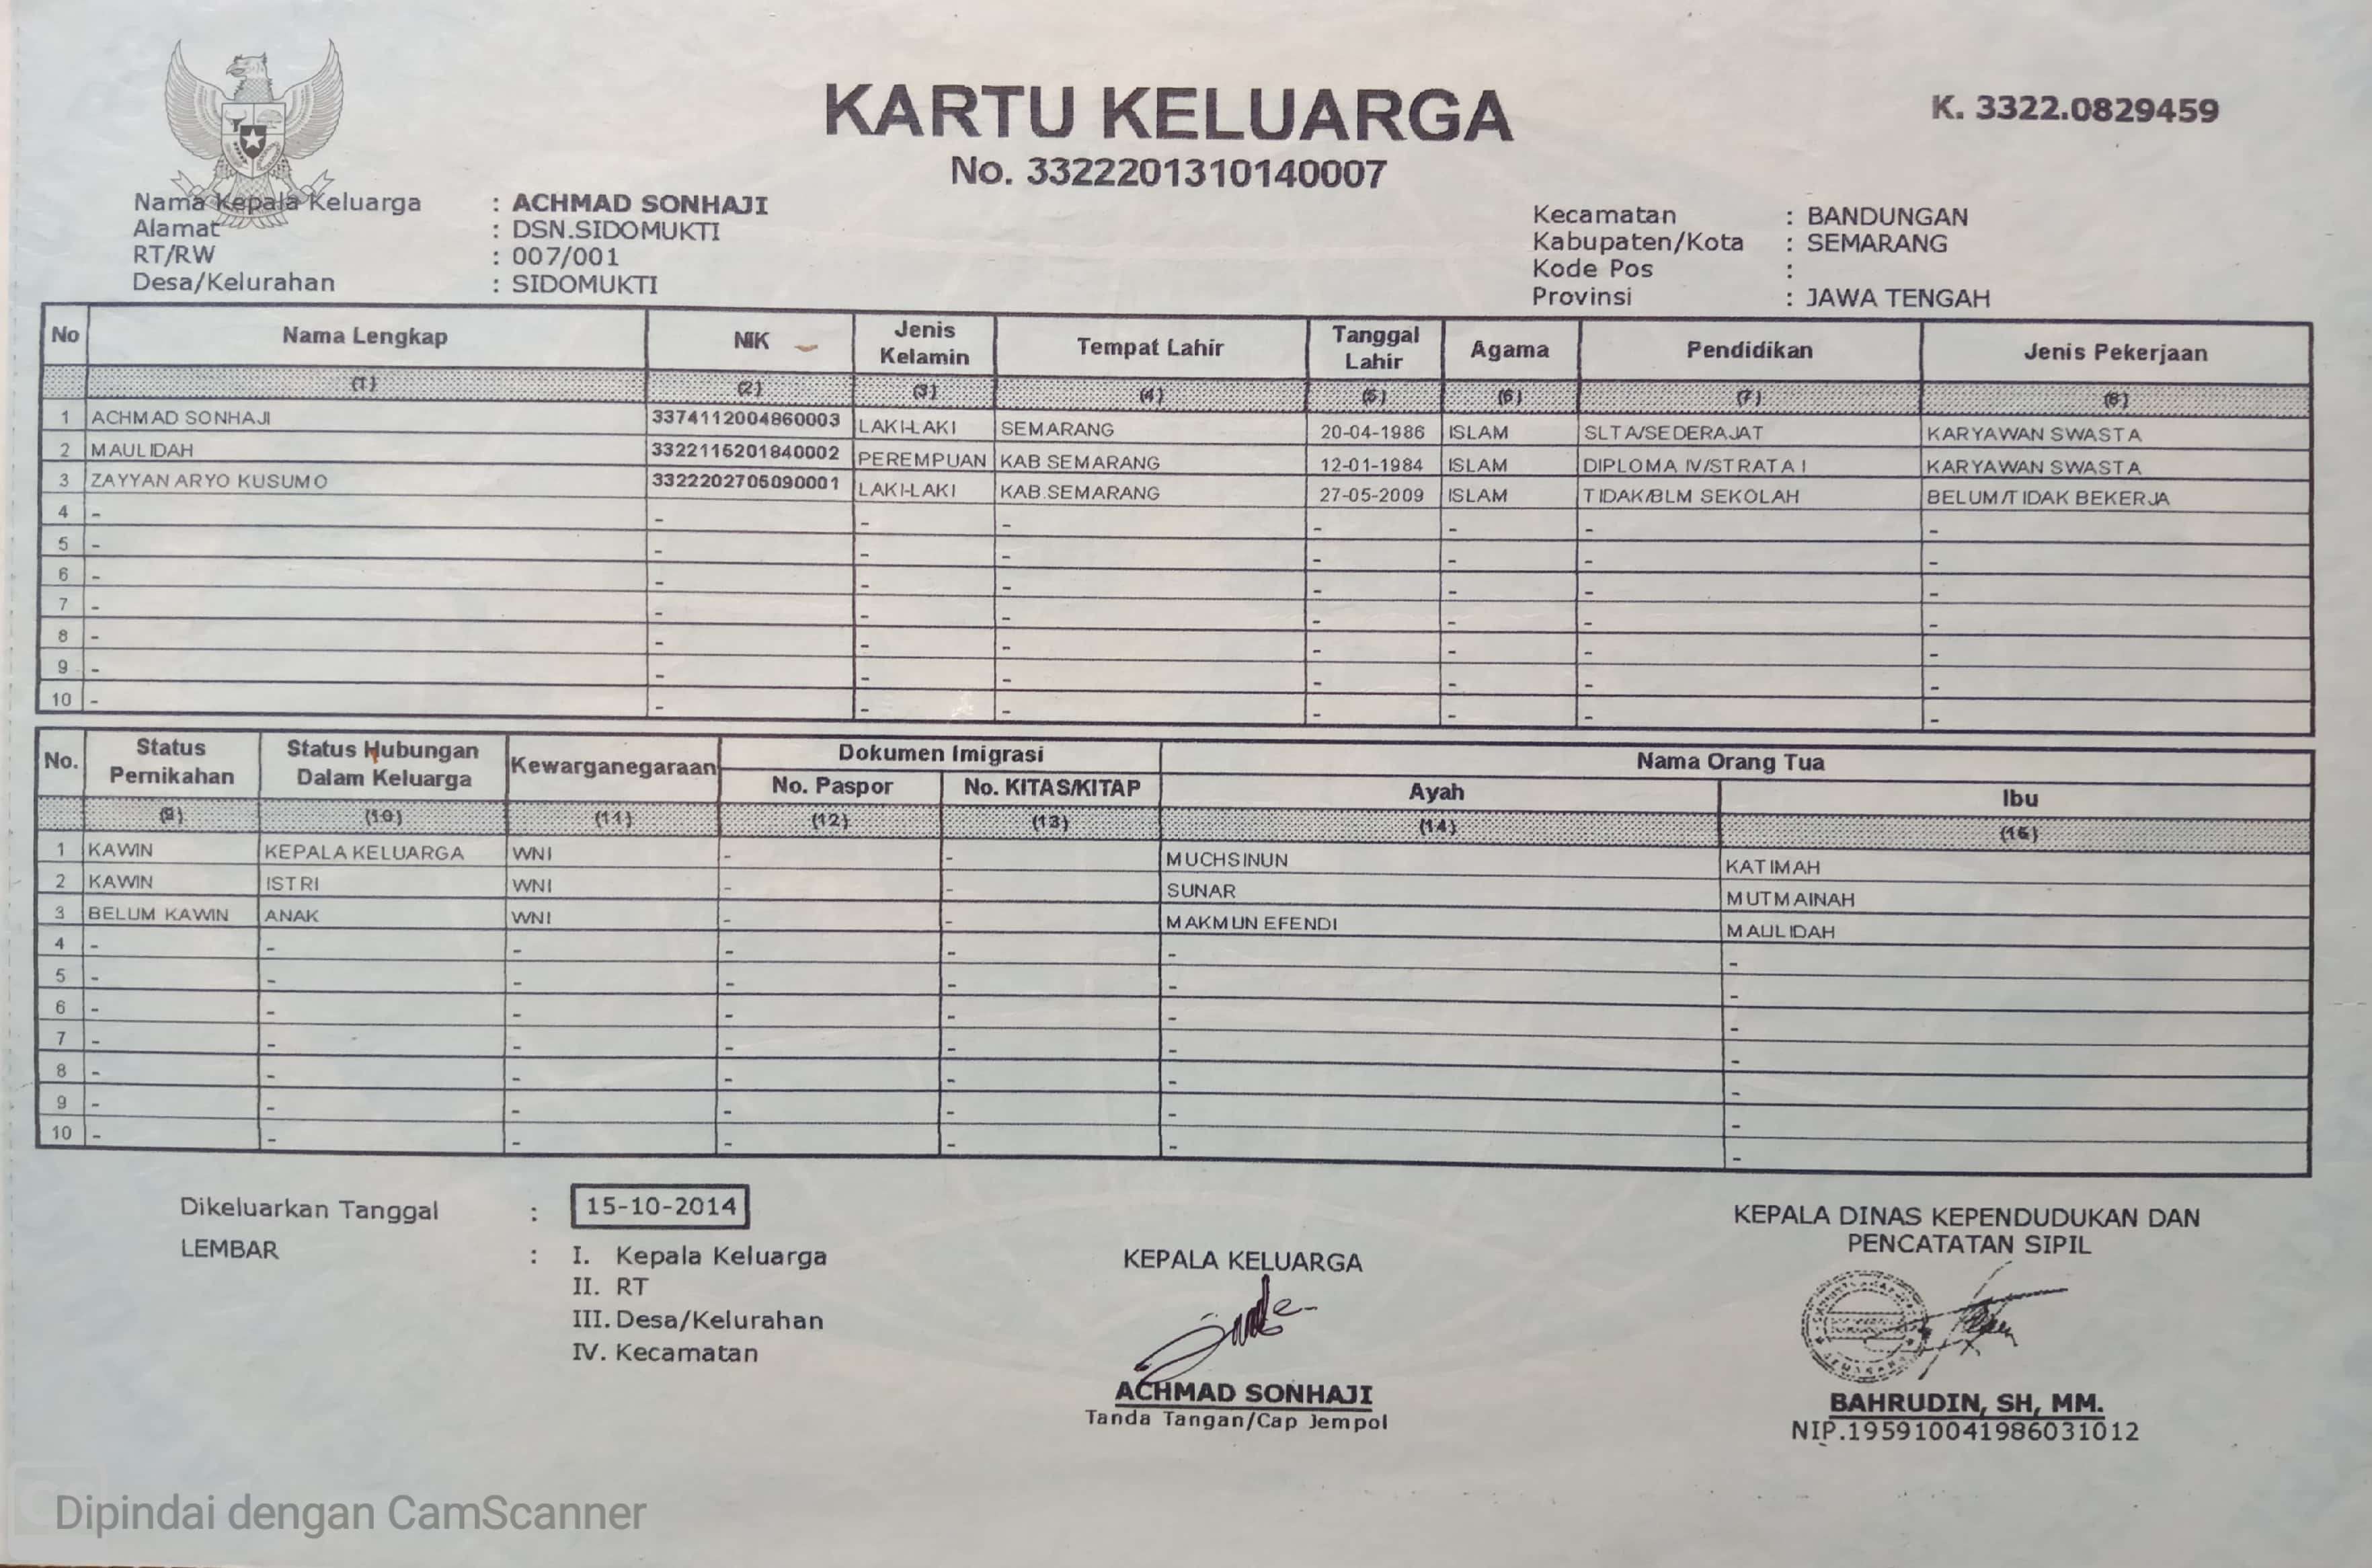 KARTU KELUARGA
No. 3322201310140007
K. 3322.0829459
Nama Kepala Keluarga : ACHMAD SONHAJI
Alamat : DSN.SIDOMUKTI
RT/RW : 007/001
Desa/Kelurahan : SIDOMUKTI
Kecamatan : BANDUNGAN
Kabupaten/Kota : SEMARANG
Kode Pos :
Provinsi : JAWA TENGAH
No Nama Lengkap NIK Jenis Kelamin Tempat Lahir Tanggal Lahir Agama Pendidikan Jenis Pekerjaan
(1) (2) (3) (4) (5) (6) (7) (8)
1 ACHMAD SONHAJI 3374112004860003 LAKI-LAKI SEMARANG 20-04-1986 ISLAM SLTA/SEDERAJAT KARYAWAN SWASTA
2 MAULIDAH 3322115201840002 PEREMPUAN KAB SEMARANG 12-01-1984 ISLAM DIPLOMA IV/STRATA I KARYAWAN SWASTA
3 ZAYYAN ARYO KUSUMO 3322202705090001 LAKI-LAKI KAB.SEMARANG 27-05-2009 ISLAM TIDAK/BLM SEKOLAH BELUM/TIDAK BEKERJA
4 - - - - - - - -
5 - - - - - - - -
6 - - - - - - - -
7 - - - - - - - -
8 - - - - - - - -
9 - - - - - - - -
10 - - - - - - - -
No. Status Pernikahan Status Hubungan Dalam Keluarga Kewarganegaraan Dokumen Imigrasi Nama Orang Tua
No. Paspor No. KITAS/KITAP Ayah Ibu
(9) (10) (11) (12) (13) (14) (15)
1 KAWIN KEPALA KELUARGA WNI - - MUCHSINUN KATIMAH
2 KAWIN ISTRI WNI - - SUNAR MUTMAINAH
3 BELUM KAWIN ANAK WNI - - MAKMUN EFENDI MAULIDAH
4 - - - - - - -
5 - - - - - - -
6 - - - - - - -
7 - - - - - - -
8 - - - - - - -
9 - - - - - - -
10 - - - - - - -
Dikeluarkan Tanggal : 15-10-2014
LEMBAR : I. Kepala Keluarga
II. RT
III. Desa/Kelurahan
IV. Kecamatan
KEPALA KELUARGA
ACHMAD SONHAJI
Tanda Tangan/Cap Jempol
KEPALA DINAS KEPENDUDUKAN DAN
PENCATATAN SIPIL
BAHRUDIN, SH, MM.
NIP.195910041986031012
Dipindai dengan CamScanner